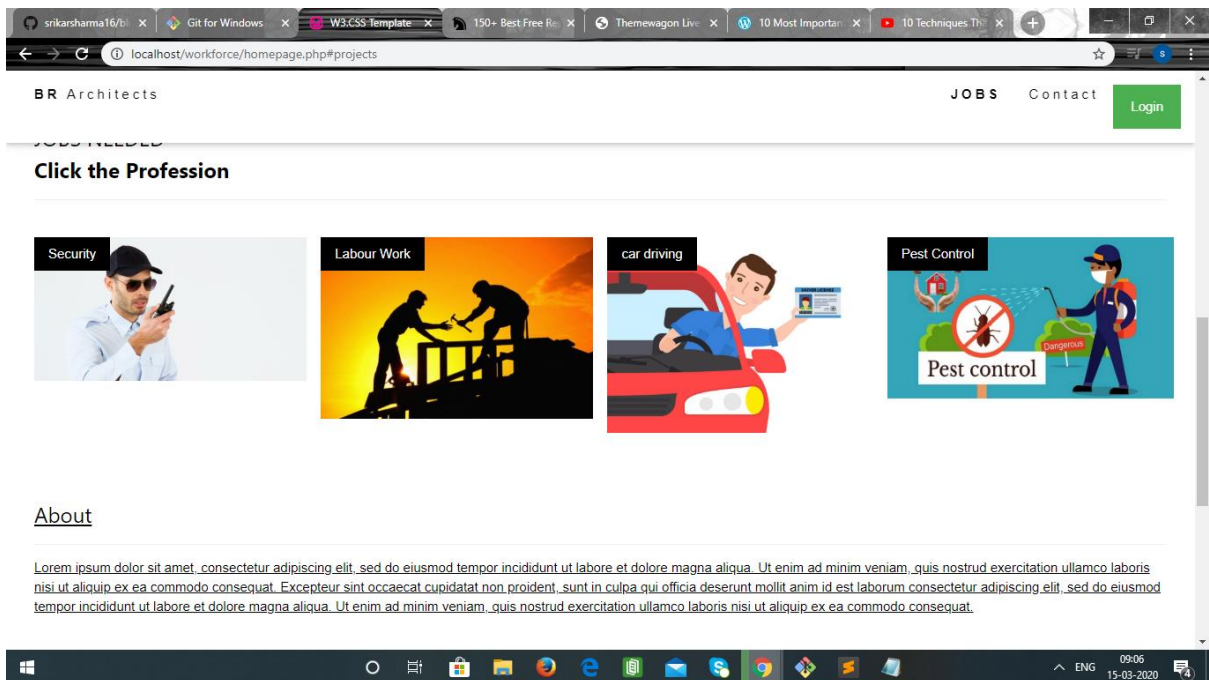 srikarsharma16/bl
Git for Windows
W3.CSS Template
150+ Best Free Re
Themewagon Live
10 Most Importan
10 Techniques Th
localhost/workforce/homepage.php#projects
S
BR Architects
JOBS
Contact
Login
JOBS NEEDED
Click the Profession
Security
Labour Work
car driving
DRIVER LICENSE
Pest Control
Dangerous
Pest control
About
Lorem ipsum dolor sit amet, consectetur adipiscing elit, sed do eiusmod tempor incididunt ut labore et dolore magna aliqua. Ut enim ad minim veniam, quis nostrud exercitation ullamco laboris
nisi ut aliquip ex ea commodo consequat. Excepteur sint occaecat cupidatat non proident, sunt in culpa qui officia deserunt mollit anim id est laborum consectetur adipiscing elit, sed do eiusmod
tempor incididunt ut labore et dolore magna aliqua. Ut enim ad minim veniam, quis nostrud exercitation ullamco laboris nisi ut aliquip ex ea commodo consequat.
ENG
09:06
15-03-2020
4